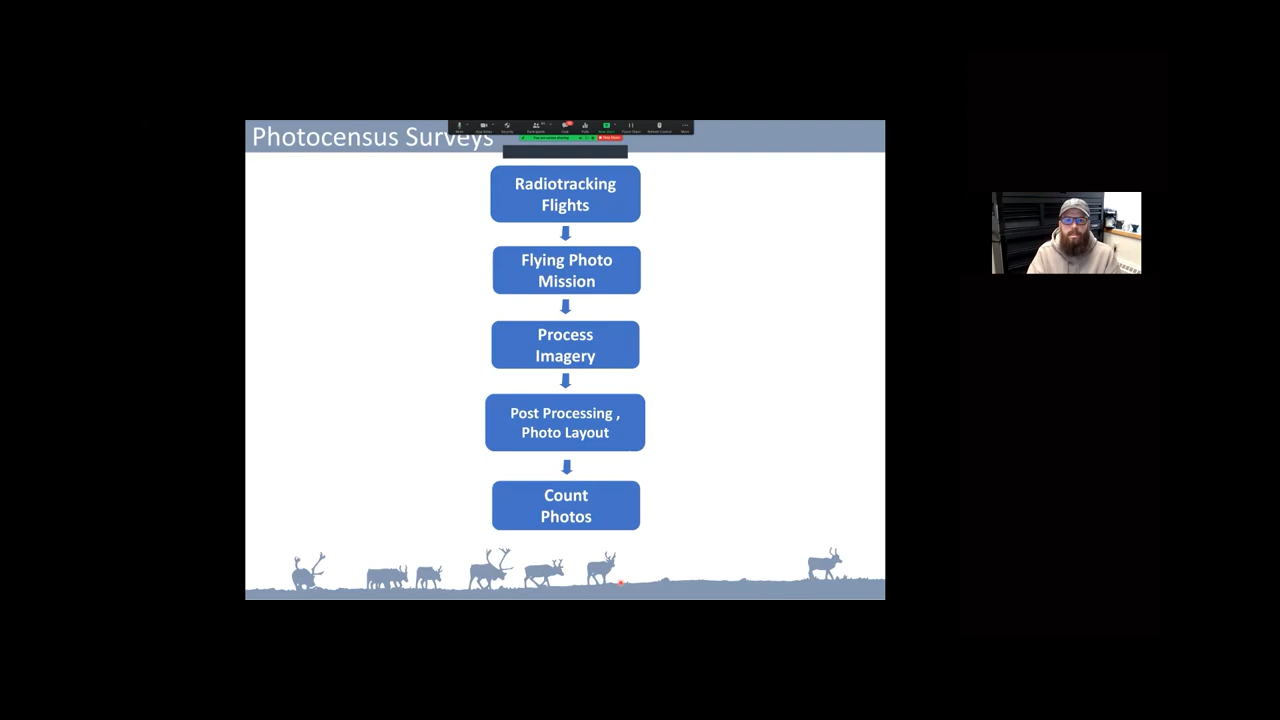 Photocensus Surveys
Radiotracking
Flights
Flying Photo
Mission
Process
Imagery
Post Processing ,
Photo Layout
Count
Photos